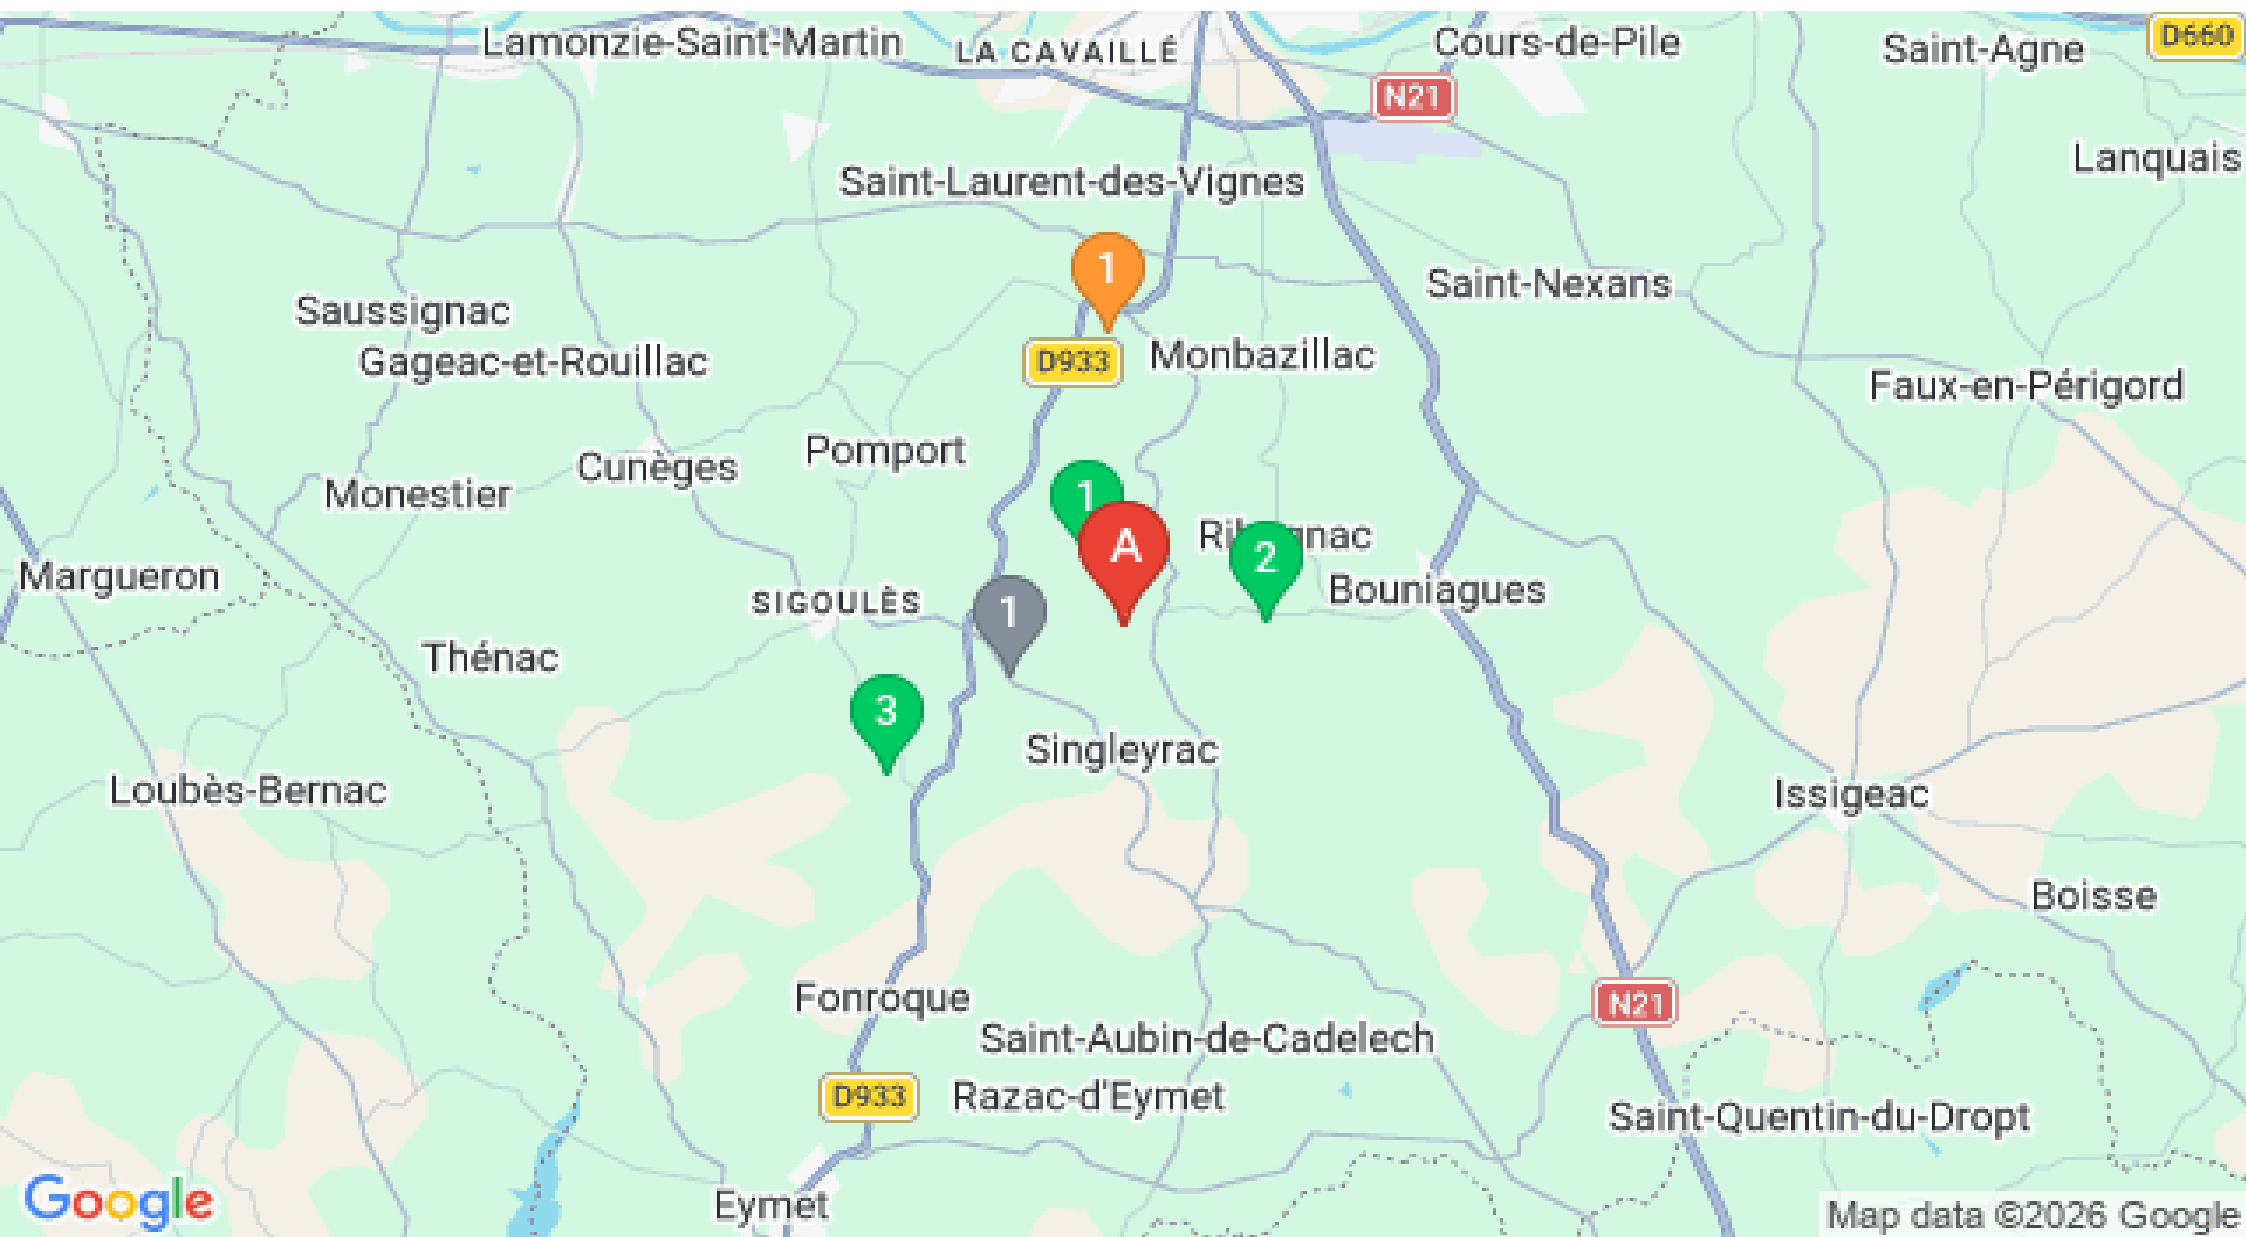 Lamonzie-Saint-Martin
LA CAVAILLÉ
Cours-de-Pile
Saint-Agne
D660
N21
Lanquais
Saint-Laurent-des-Vignes
1
Saint-Nexans
Saussignac
Gageac-et-Rouillac
D933
Monbazillac
Faux-en-Périgord
Pomport
Cunèges
Monestier
1
A
2
Margueron
Bouniagues
SIGOULÈS
1
Thénac
3
Singleyrac
Loubès-Bernac
Issigeac
Boisse
Fonroque
N21
Saint-Aubin-de-Cadelech
D933
Razac-d'Eymet
Saint-Quentin-du-Dropt
Eymet
Google
Map data ©2026 Google